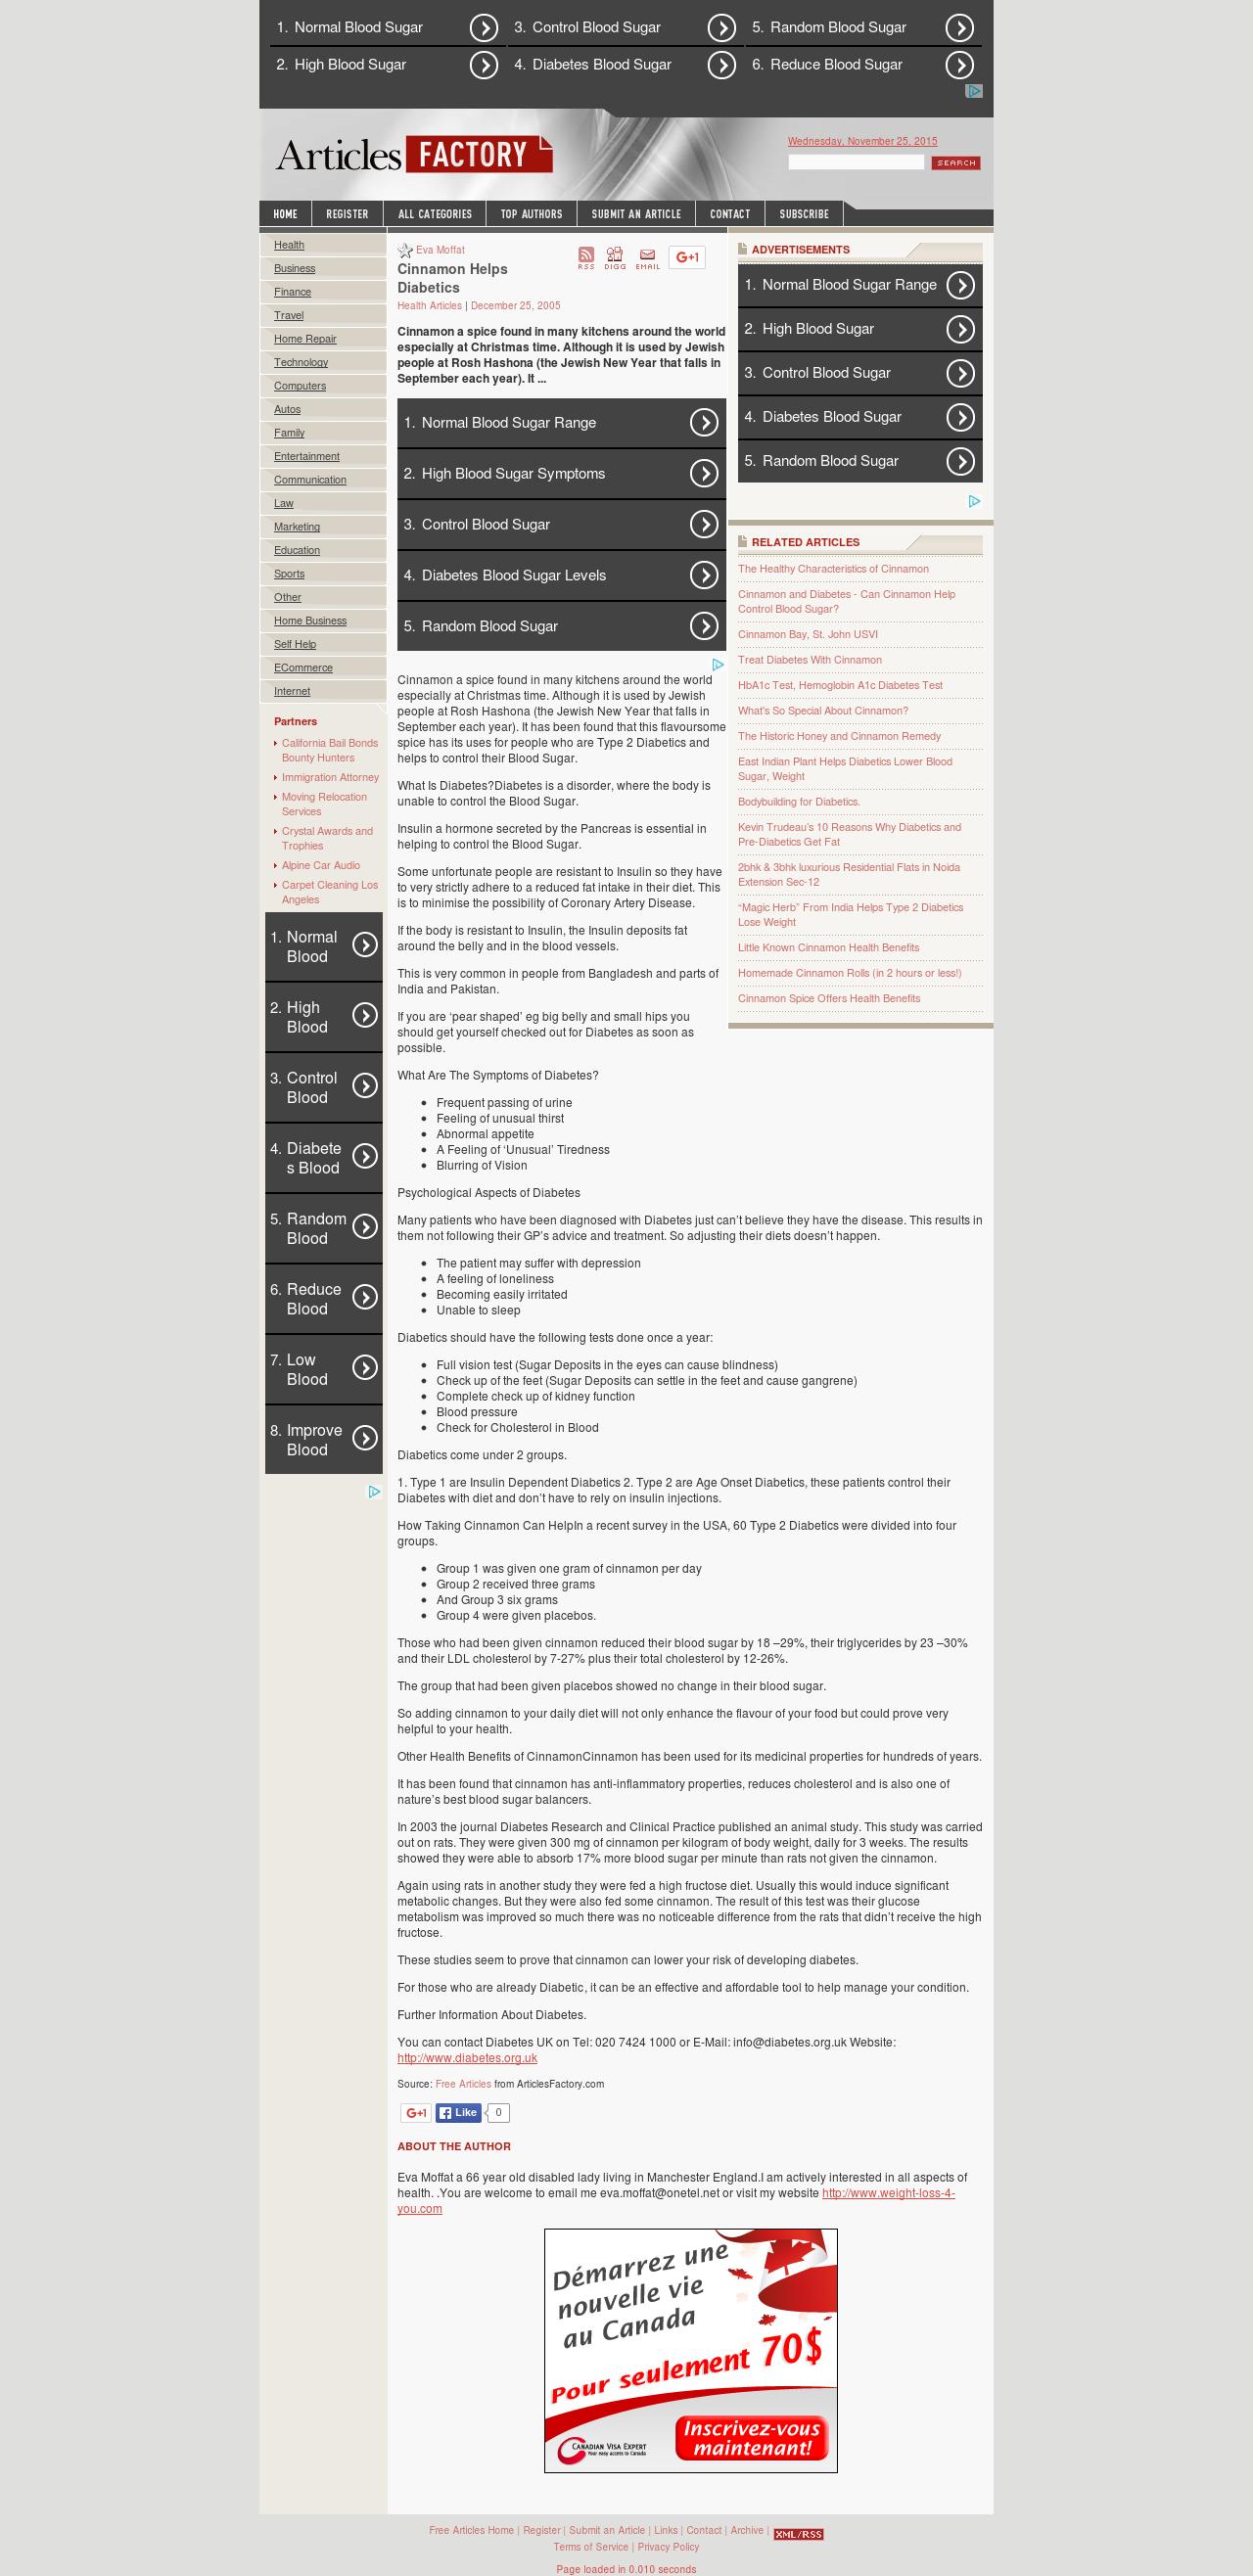 1. Normal Blood Sugar
2. High Blood Sugar
3. Control Blood Sugar
4. Diabetes Blood Sugar
5. Random Blood Sugar
6. Reduce Blood Sugar
Articles FACTORY
Wednesday, November 25, 2015
SEARCH
HOME
REGISTER
ALL CATEGORIES
TOP AUTHORS
SUBMIT AN ARTICLE
CONTACT
SUBSCRIBE
Health
Business
Finance
Travel
Home Repair
Technology
Computers
Autos
Family
Entertainment
Communication
Law
Marketing
Education
Sports
Other
Home Business
Self Help
ECommerce
Internet
Partners
California Bail Bonds
Bounty Hunters
Immigration Attorney
Moving Relocation
Services
Crystal Awards and
Trophies
Alpine Car Audio
Carpet Cleaning Los
Angeles
1. Normal
Blood
2. High
Blood
3. Control
Blood
4. Diabete
s Blood
5. Random
Blood
6. Reduce
Blood
7. Low
Blood
8. Improve
Blood
Eva Moffat
RSS
DIGG
EMAIL
G+1
Cinnamon Helps
Diabetics
Health Articles | December 25, 2005
Cinnamon a spice found in many kitchens around the world
especially at Christmas time. Although it is used by Jewish
people at Rosh Hashona (the Jewish New Year that falls in
September each year). It ...
1. Normal Blood Sugar Range
2. High Blood Sugar Symptoms
3. Control Blood Sugar
4. Diabetes Blood Sugar Levels
5. Random Blood Sugar
Cinnamon a spice found in many kitchens around the world
especially at Christmas time. Although it is used by Jewish
people at Rosh Hashona (the Jewish New Year that falls in
September each year). It has been found that this flavoursome
spice has its uses for people who are Type 2 Diabetics and
helps to control their Blood Sugar.
What Is Diabetes?Diabetes is a disorder, where the body is
unable to control the Blood Sugar.
Insulin a hormone secreted by the Pancreas is essential in
helping to control the Blood Sugar.
Some unfortunate people are resistant to Insulin so they have
to very strictly adhere to a reduced fat intake in their diet. This
is to minimise the possibility of Coronary Artery Disease.
If the body is resistant to Insulin, the Insulin deposits fat
around the belly and in the blood vessels.
This is very common in people from Bangladesh and parts of
India and Pakistan.
If you are ‘pear shaped’ eg big belly and small hips you
should get yourself checked out for Diabetes as soon as
possible.
What Are The Symptoms of Diabetes?
• Frequent passing of urine
• Feeling of unusual thirst
• Abnormal appetite
• A Feeling of ‘Unusual’ Tiredness
• Blurring of Vision
Psychological Aspects of Diabetes
Many patients who have been diagnosed with Diabetes just can’t believe they have the disease. This results in
them not following their GP’s advice and treatment. So adjusting their diets doesn’t happen.
• The patient may suffer with depression
• A feeling of loneliness
• Becoming easily irritated
• Unable to sleep
Diabetics should have the following tests done once a year:
• Full vision test (Sugar Deposits in the eyes can cause blindness)
• Check up of the feet (Sugar Deposits can settle in the feet and cause gangrene)
• Complete check up of kidney function
• Blood pressure
• Check for Cholesterol in Blood
Diabetics come under 2 groups.
1. Type 1 are Insulin Dependent Diabetics 2. Type 2 are Age Onset Diabetics, these patients control their
Diabetes with diet and don’t have to rely on insulin injections.
How Taking Cinnamon Can HelpIn a recent survey in the USA, 60 Type 2 Diabetics were divided into four
groups.
• Group 1 was given one gram of cinnamon per day
• Group 2 received three grams
• And Group 3 six grams
• Group 4 were given placebos.
Those who had been given cinnamon reduced their blood sugar by 18 –29%, their triglycerides by 23 –30%
and their LDL cholesterol by 7-27% plus their total cholesterol by 12-26%.
The group that had been given placebos showed no change in their blood sugar.
So adding cinnamon to your daily diet will not only enhance the flavour of your food but could prove very
helpful to your health.
Other Health Benefits of CinnamonCinnamon has been used for its medicinal properties for hundreds of years.
It has been found that cinnamon has anti-inflammatory properties, reduces cholesterol and is also one of
nature’s best blood sugar balancers.
In 2003 the journal Diabetes Research and Clinical Practice published an animal study. This study was carried
out on rats. They were given 300 mg of cinnamon per kilogram of body weight, daily for 3 weeks. The results
showed they were able to absorb 17% more blood sugar per minute than rats not given the cinnamon.
Again using rats in another study they were fed a high fructose diet. Usually this would induce significant
metabolic changes. But they were also fed some cinnamon. The result of this test was their glucose
metabolism was improved so much there was no noticeable difference from the rats that didn’t receive the high
fructose.
These studies seem to prove that cinnamon can lower your risk of developing diabetes.
For those who are already Diabetic, it can be an effective and affordable tool to help manage your condition.
Further Information About Diabetes.
You can contact Diabetes UK on Tel: 020 7424 1000 or E-Mail: info@diabetes.org.uk Website:
http://www.diabetes.org.uk
Source: Free Articles from ArticlesFactory.com
G+1
Like
0
ABOUT THE AUTHOR
Eva Moffat a 66 year old disabled lady living in Manchester England.I am actively interested in all aspects of
health. .You are welcome to email me eva.moffat@onetel.net or visit my website http://www.weight-loss-4-
you.com
Démarrez une
nouvelle vie
au Canada
Pour seulement 70$
CANADIAN VISA EXPERT
Your easy access to Canada
Inscrivez-vous
maintenant!
ADVERTISEMENTS
1. Normal Blood Sugar Range
2. High Blood Sugar
3. Control Blood Sugar
4. Diabetes Blood Sugar
5. Random Blood Sugar
RELATED ARTICLES
The Healthy Characteristics of Cinnamon
Cinnamon and Diabetes - Can Cinnamon Help
Control Blood Sugar?
Cinnamon Bay, St. John USVI
Treat Diabetes With Cinnamon
HbA1c Test, Hemoglobin A1c Diabetes Test
What's So Special About Cinnamon?
The Historic Honey and Cinnamon Remedy
East Indian Plant Helps Diabetics Lower Blood
Sugar, Weight
Bodybuilding for Diabetics.
Kevin Trudeau’s 10 Reasons Why Diabetics and
Pre-Diabetics Get Fat
2bhk & 3bhk luxurious Residential Flats in Noida
Extension Sec-12
“Magic Herb” From India Helps Type 2 Diabetics
Lose Weight
Little Known Cinnamon Health Benefits
Homemade Cinnamon Rolls (in 2 hours or less!)
Cinnamon Spice Offers Health Benefits
Free Articles Home | Register | Submit an Article | Links | Contact | Archive | XML/RSS
Terms of Service | Privacy Policy
Page loaded in 0.010 seconds